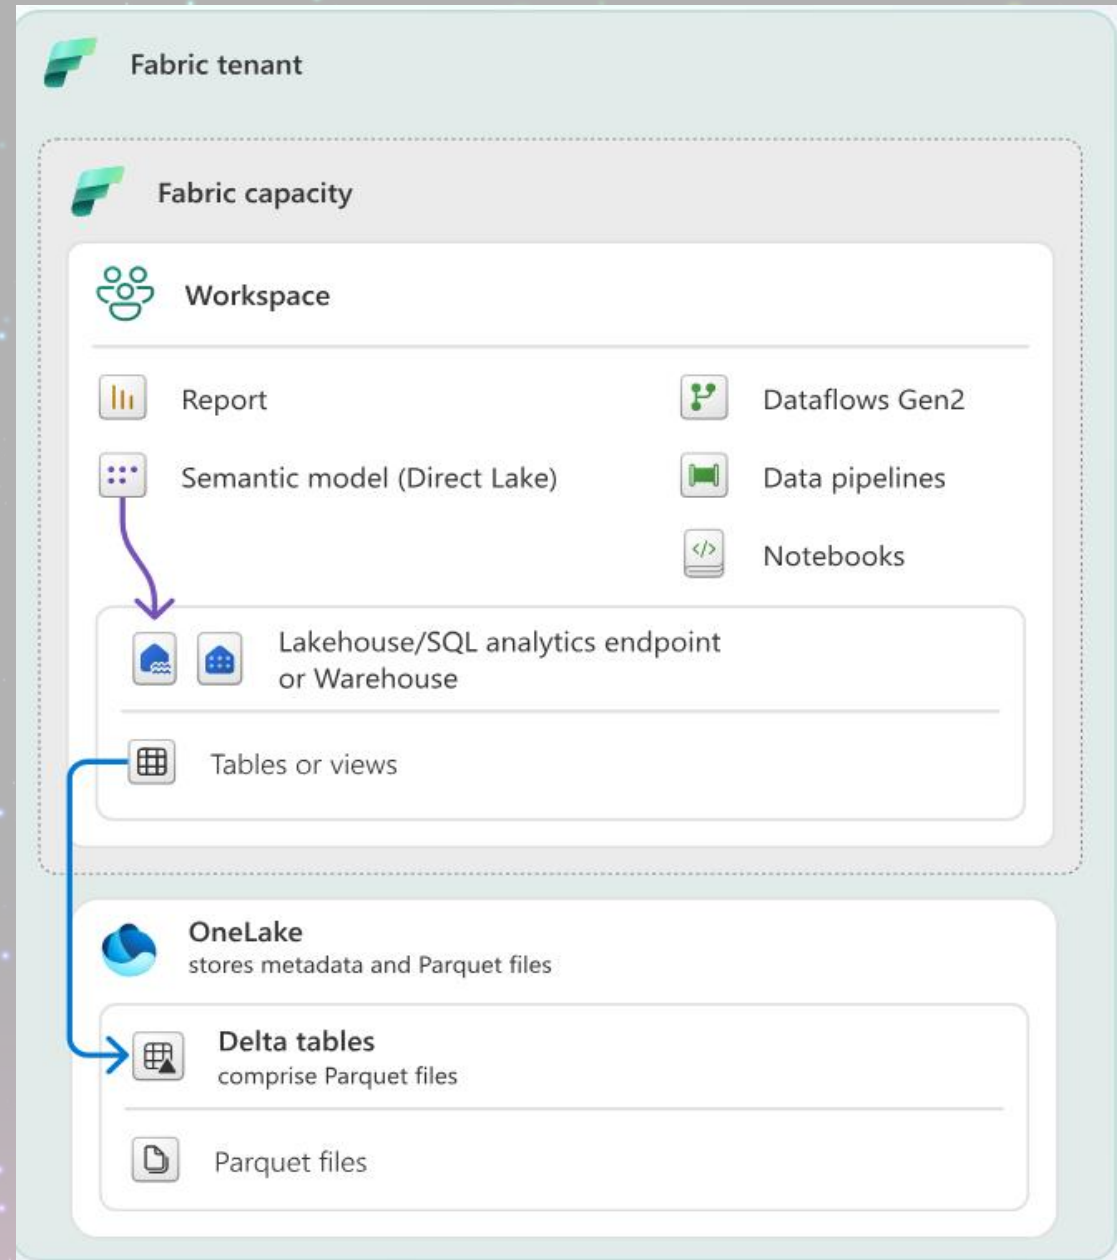 Fabric tenant
Fabric capacity
Workspace
Report
Dataflows Gen2
Semantic model (Direct Lake)
Data pipelines
</>
Notebooks
Lakehouse/SQL analytics endpoint
or Warehouse
Tables or views
OneLake
stores metadata and Parquet files
Delta tables
comprise Parquet files
Parquet files